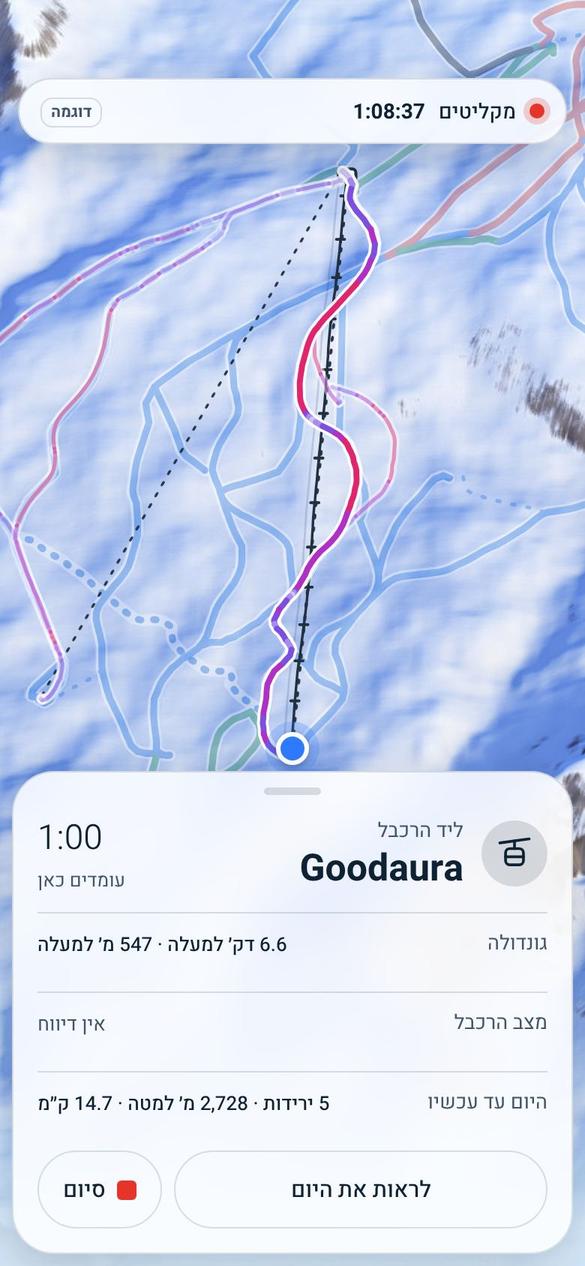 מקליטים 1:08:37 דוגמה
ליד הרכבל
Goodaura
1:00
עומדים כאן
גונדולה 6.6 דק׳ למעלה · 547 מ׳ למעלה
מצב הרכבל אין דיווח
היום עד עכשיו 5 ירידות · 2,728 מ׳ למטה · 14.7 ק״מ
לראות את היום סיום